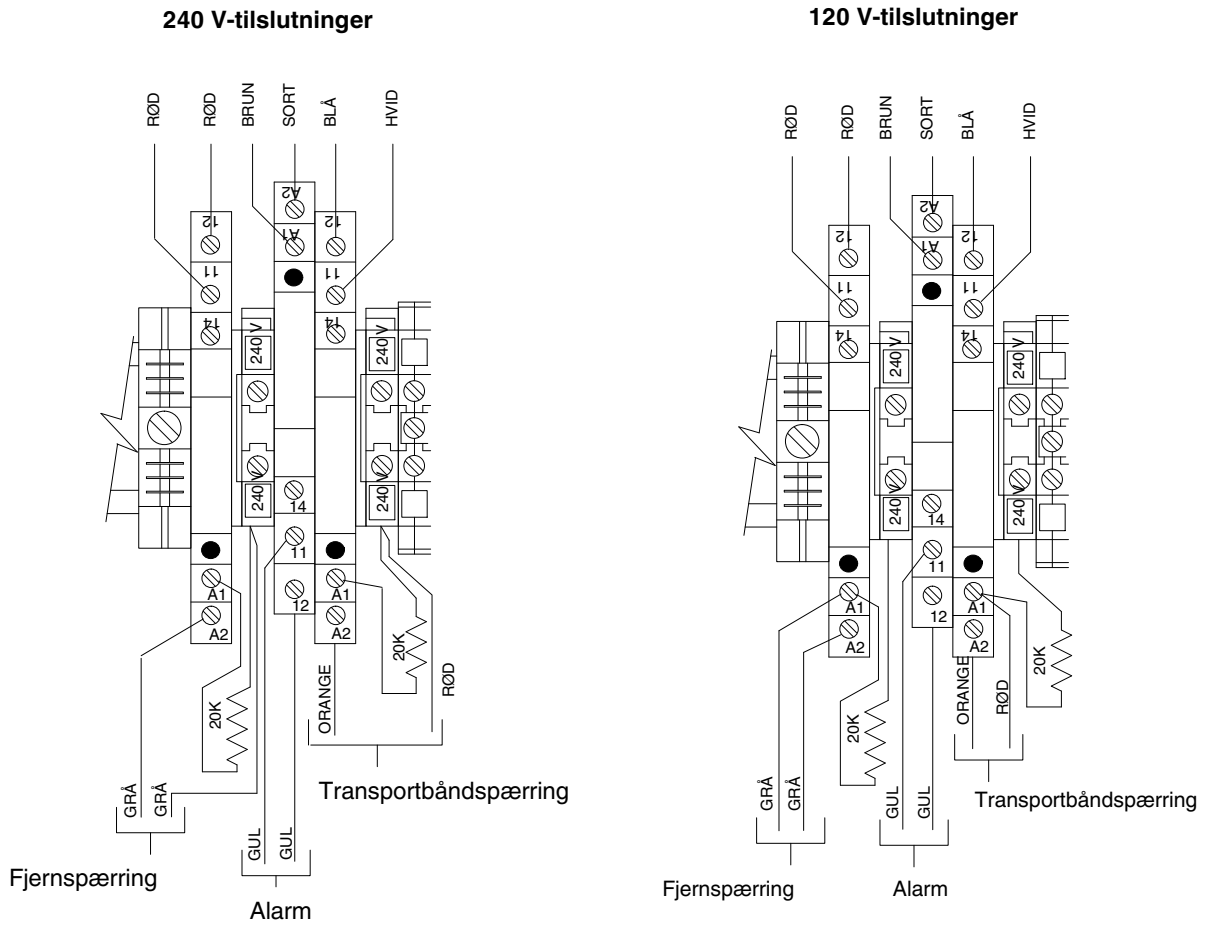 240 V-tilslutninger
RØD
RØD
BRUN
SORT
BLÅ
HVID
A2
12
A1
12
11
11
14
14
240 V
240 V
240 V
240 V
14
11
A1
12
A1
A2
A2
20K
20K
ORANGE
RØD
GRÅ
GRÅ
GUL
GUL
Transportbåndspærring
Fjernspærring
Alarm
120 V-tilslutninger
RØD
RØD
BRUN
SORT
BLÅ
HVID
A2
12
A1
12
11
11
14
14
240 V
240 V
240 V
240 V
14
11
A1
12
A1
A2
A2
20K
20K
ORANGE
RØD
GRÅ
GRÅ
GUL
GUL
Transportbåndspærring
Fjernspærring
Alarm